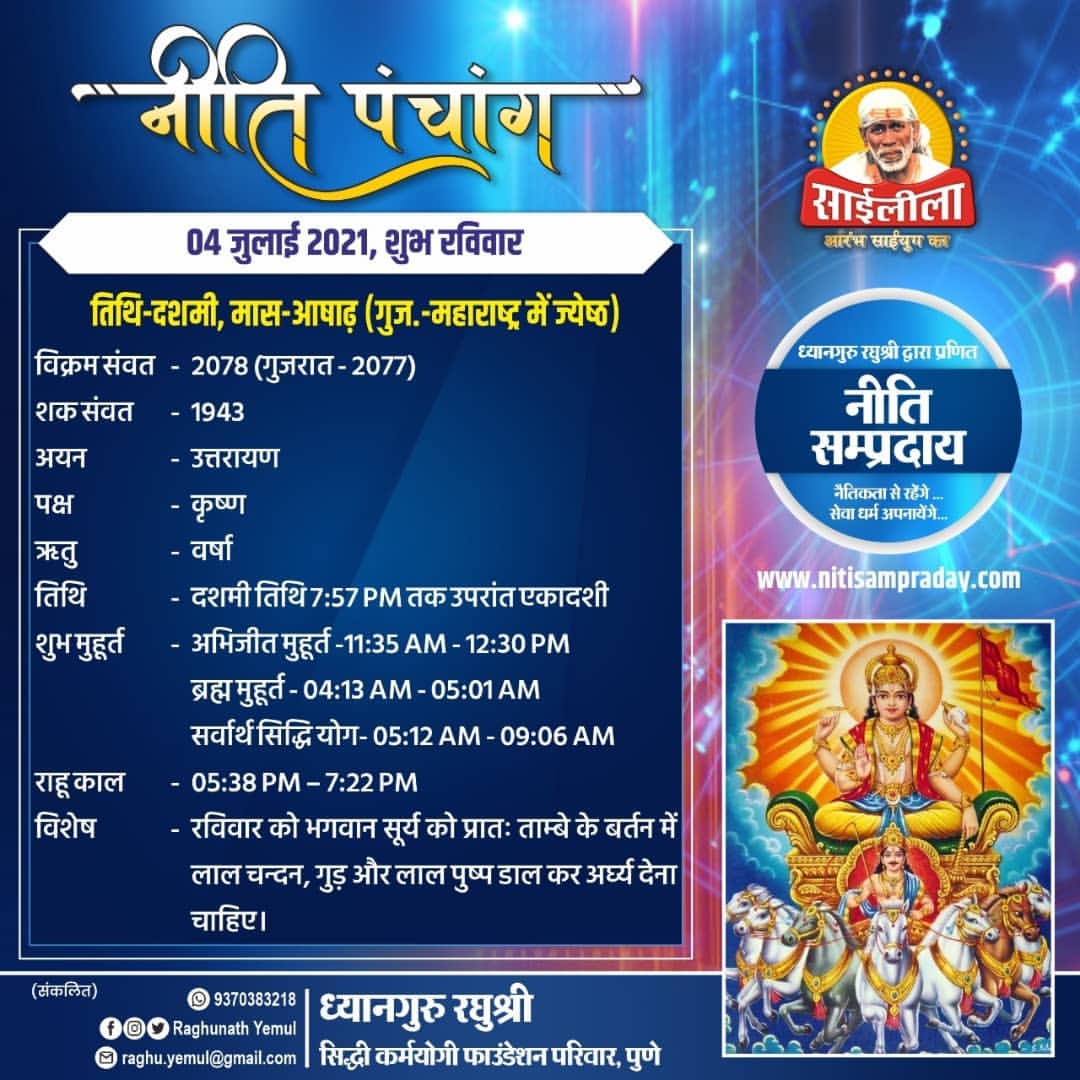 नीति पंचांग
साईलीला
आरंभ साईयुग का
04 जुलाई 2021, शुभ रविवार
तिथि-दशमी, मास-आषाढ़ (गुज.-महाराष्ट्र में ज्येष्ठ)
विक्रम संवत - 2078 (गुजरात - 2077)
शक संवत - 1943
अयन - उत्तरायण
पक्ष - कृष्ण
ऋतु - वर्षा
तिथि - दशमी तिथि 7:57 PM तक उपरांत एकादशी
शुभ मुहूर्त - अभिजीत मुहूर्त -11:35 AM - 12:30 PM
ब्रह्म मुहूर्त - 04:13 AM - 05:01 AM
सर्वार्थ सिद्धि योग- 05:12 AM - 09:06 AM
राहू काल - 05:38 PM – 7:22 PM
विशेष - रविवार को भगवान सूर्य को प्रातः ताम्बे के बर्तन में
लाल चन्दन, गुड़ और लाल पुष्प डाल कर अर्घ्य देना
चाहिए।
ध्यानगुरु रघुश्री द्वारा प्रणित
नीति
सम्प्रदाय
नैतिकता से रहेंगे ...
सेवा धर्म अपनायेंगे...
www.nitisampraday.com
(संकलित)
9370383218
Raghunath Yemul
raghu.yemul@gmail.com
ध्यानगुरु रघुश्री
सिद्धी कर्मयोगी फाउंडेशन परिवार, पुणे